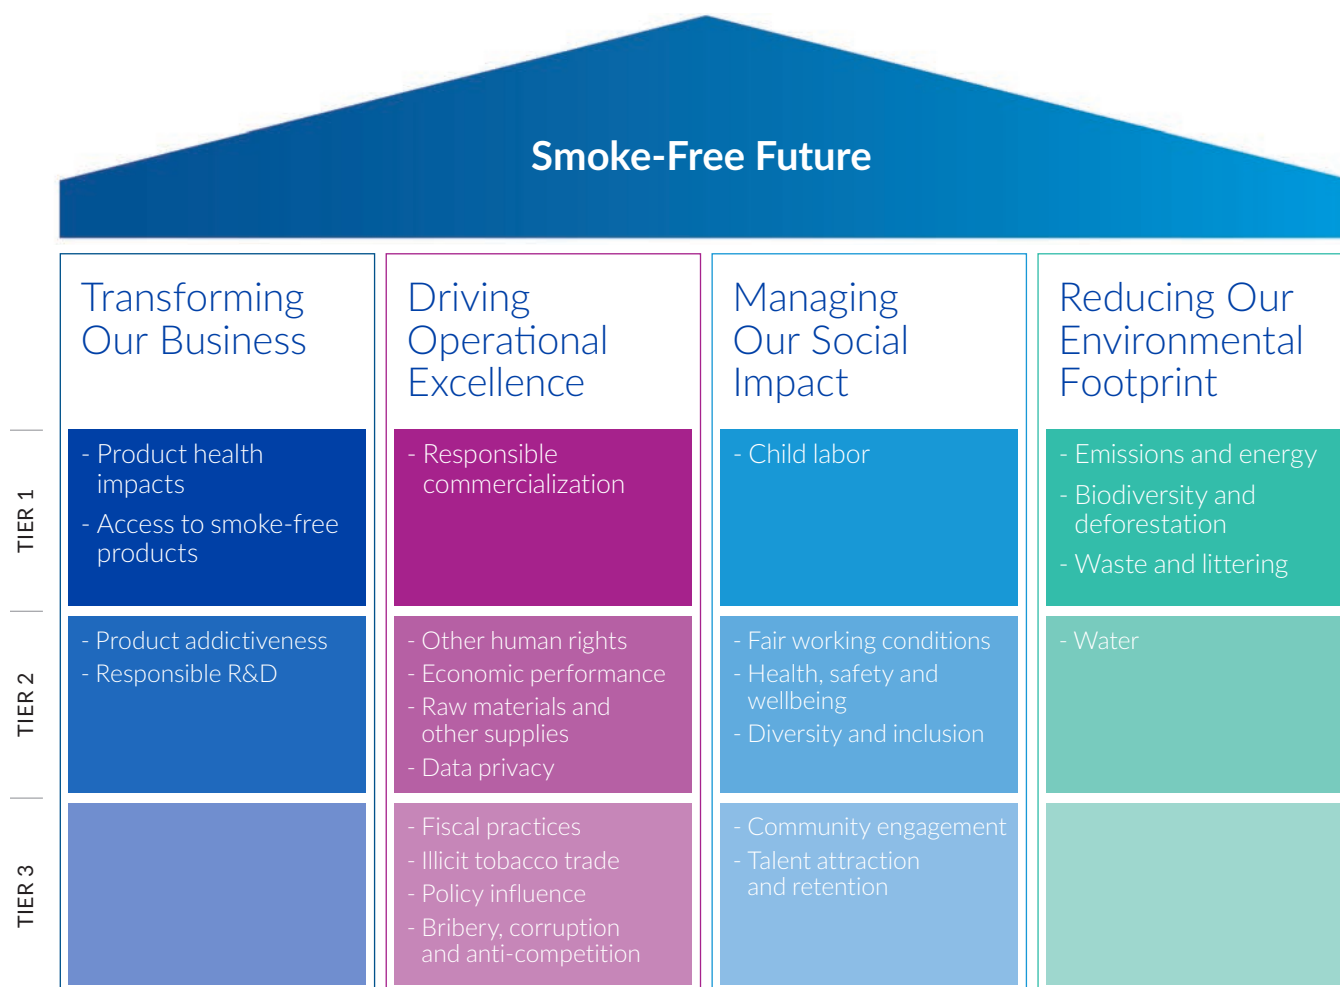 Smoke-Free Future
Transforming
Our Business
Driving
Operational
Excellence
Managing
Our Social
Impact
Reducing Our
Environmental
Footprint
TIER 1
- Product health
impacts
- Access to smoke-free
products
- Responsible
commercialization
- Child labor
- Emissions and energy
- Biodiversity and
deforestation
- Waste and littering
TIER 2
- Product addictiveness
- Responsible R&D
- Other human rights
- Economic performance
- Raw materials and
other supplies
- Data privacy
- Fair working conditions
- Health, safety and
wellbeing
- Diversity and inclusion
- Water
TIER 3
- Fiscal practices
- Illicit tobacco trade
- Policy influence
- Bribery, corruption
and anti-competition
- Community engagement
- Talent attraction
and retention